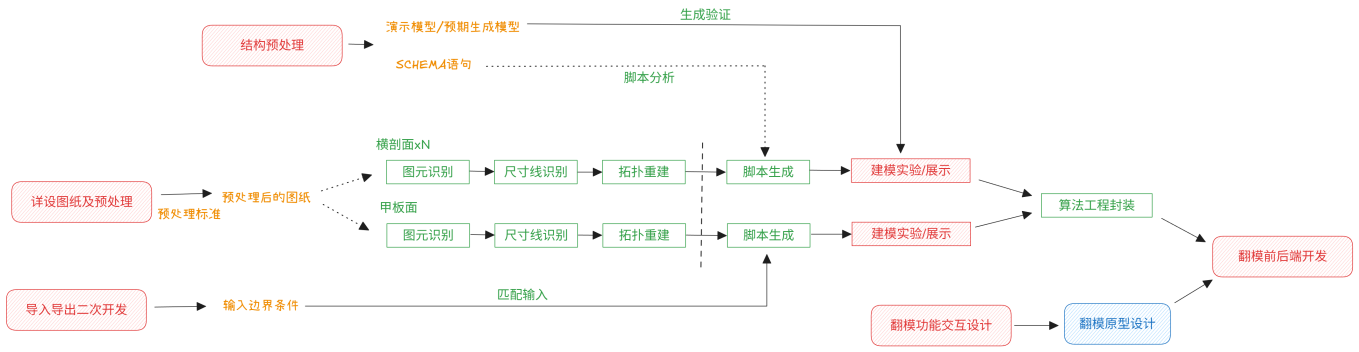 生成验证
演示模型/预期生成模型
结构预处理
SCHEMA语句
脚本分析
横剖面xN
图元识别
尺寸线识别
拓扑重建
脚本生成
建模实验/展示
详设图纸及预处理
预处理标准
预处理后的图纸
甲板面
图元识别
尺寸线识别
拓扑重建
脚本生成
建模实验/展示
算法工程封装
翻模前后端开发
导入导出二次开发
输入边界条件
匹配输入
翻模功能交互设计
翻模原型设计